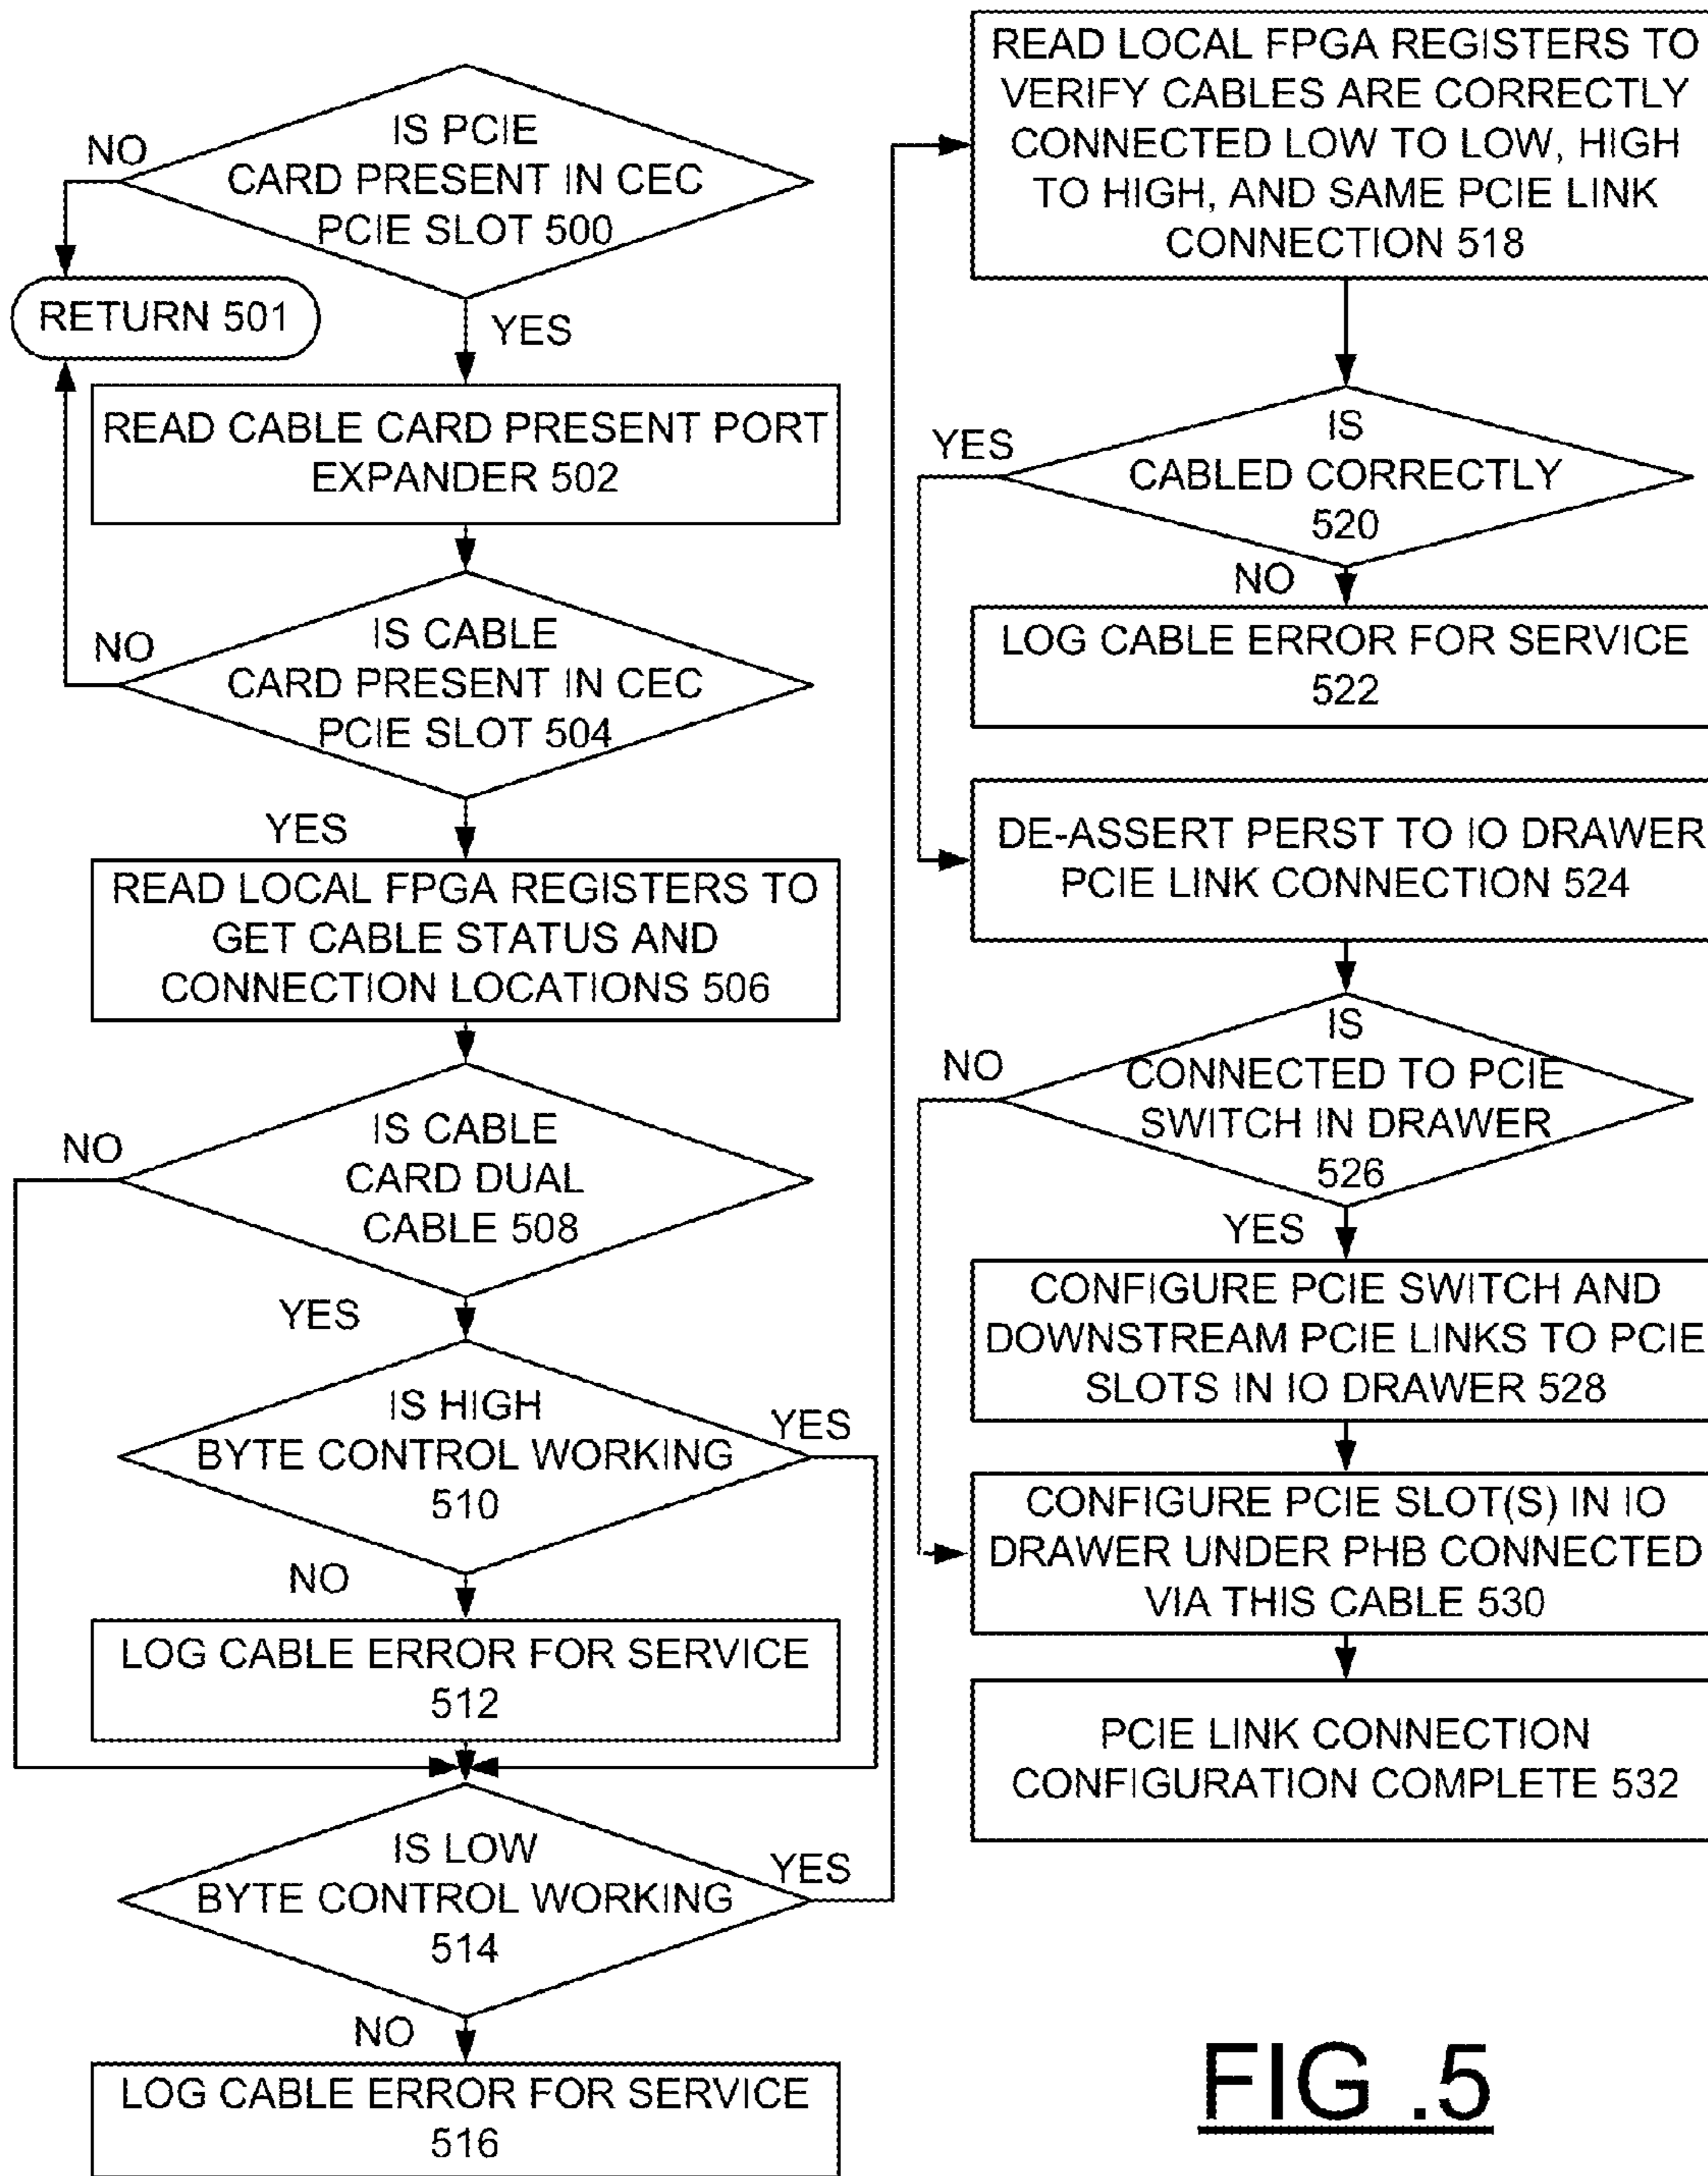 IS PCIE
CARD PRESENT IN CEC
PCIE SLOT 500
NO
RETURN 501
YES
READ CABLE CARD PRESENT PORT
EXPANDER 502
IS CABLE
CARD PRESENT IN CEC
PCIE SLOT 504
NO
YES
READ LOCAL FPGA REGISTERS TO
GET CABLE STATUS AND
CONNECTION LOCATIONS 506
IS CABLE
CARD DUAL
CABLE 508
NO
YES
IS HIGH
BYTE CONTROL WORKING
510
YES
NO
LOG CABLE ERROR FOR SERVICE
512
IS LOW
BYTE CONTROL WORKING
514
YES
NO
LOG CABLE ERROR FOR SERVICE
516
READ LOCAL FPGA REGISTERS TO
VERIFY CABLES ARE CORRECTLY
CONNECTED LOW TO LOW, HIGH
TO HIGH, AND SAME PCIE LINK
CONNECTION 518
IS
CABLED CORRECTLY
520
YES
NO
LOG CABLE ERROR FOR SERVICE
522
DE-ASSERT PERST TO IO DRAWER
PCIE LINK CONNECTION 524
IS
CONNECTED TO PCIE
SWITCH IN DRAWER
526
NO
YES
CONFIGURE PCIE SWITCH AND
DOWNSTREAM PCIE LINKS TO PCIE
SLOTS IN IO DRAWER 528
CONFIGURE PCIE SLOT(S) IN IO
DRAWER UNDER PHB CONNECTED
VIA THIS CABLE 530
PCIE LINK CONNECTION
CONFIGURATION COMPLETE 532
FIG .5